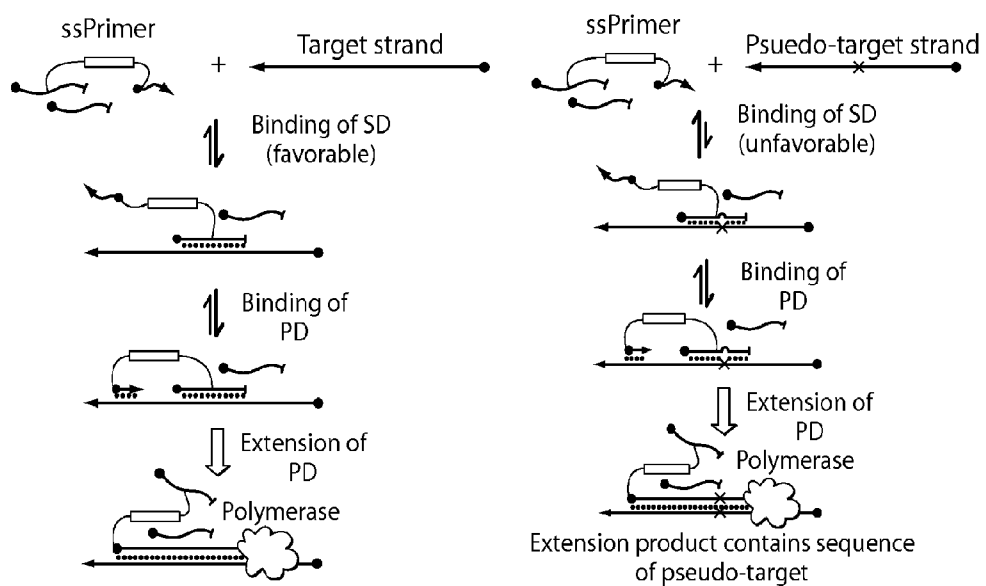 ssPrimer
+
Target strand
Binding of SD
(favorable)
Binding of
PD
Extension of
PD
Polymerase
ssPrimer
+
Psuedo-target strand
Binding of SD
(unfavorable)
Binding of
PD
Extension of
PD
Polymerase
Extension product contains sequence
of pseudo-target